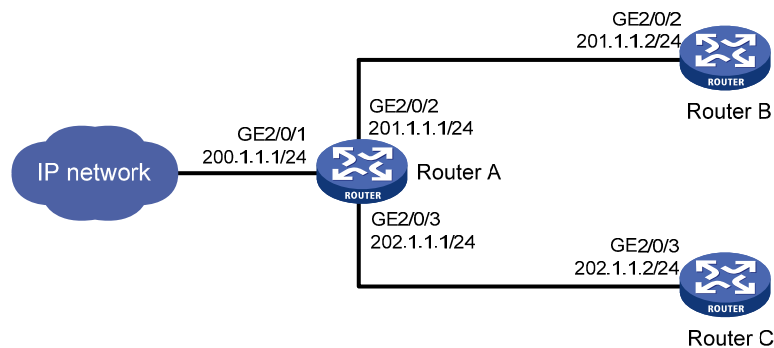 GE2/0/2
201.1.1.2/24
ROUTER
Router B
GE2/0/2
201.1.1.1/24
GE2/0/1
200.1.1.1/24
IP network
ROUTER
Router A
GE2/0/3
202.1.1.1/24
GE2/0/3
202.1.1.2/24
ROUTER
Router C